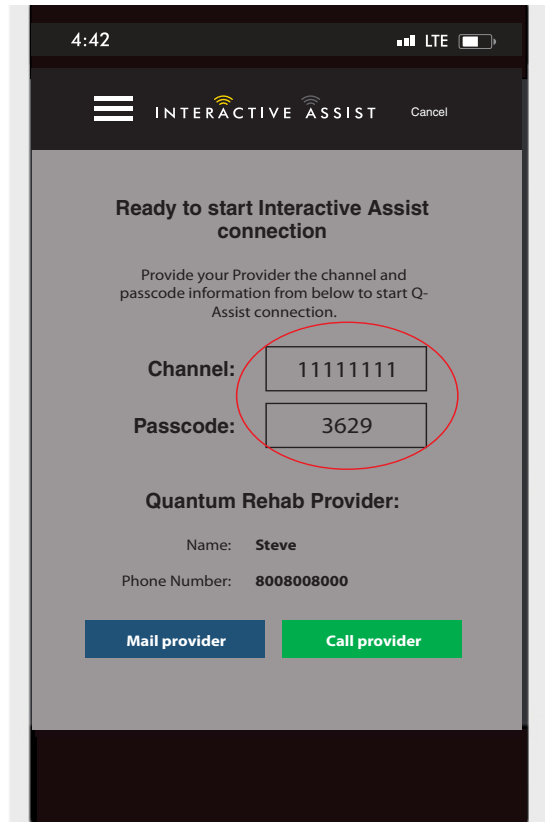 4:42 LTE
INTERACTIVE ASSIST Cancel
Ready to start Interactive Assist
connection
Provide your Provider the channel and
passcode information from below to start Q-
Assist connection.
Channel: 11111111
Passcode: 3629
Quantum Rehab Provider:
Name: Steve
Phone Number: 8008008000
Mail provider Call provider